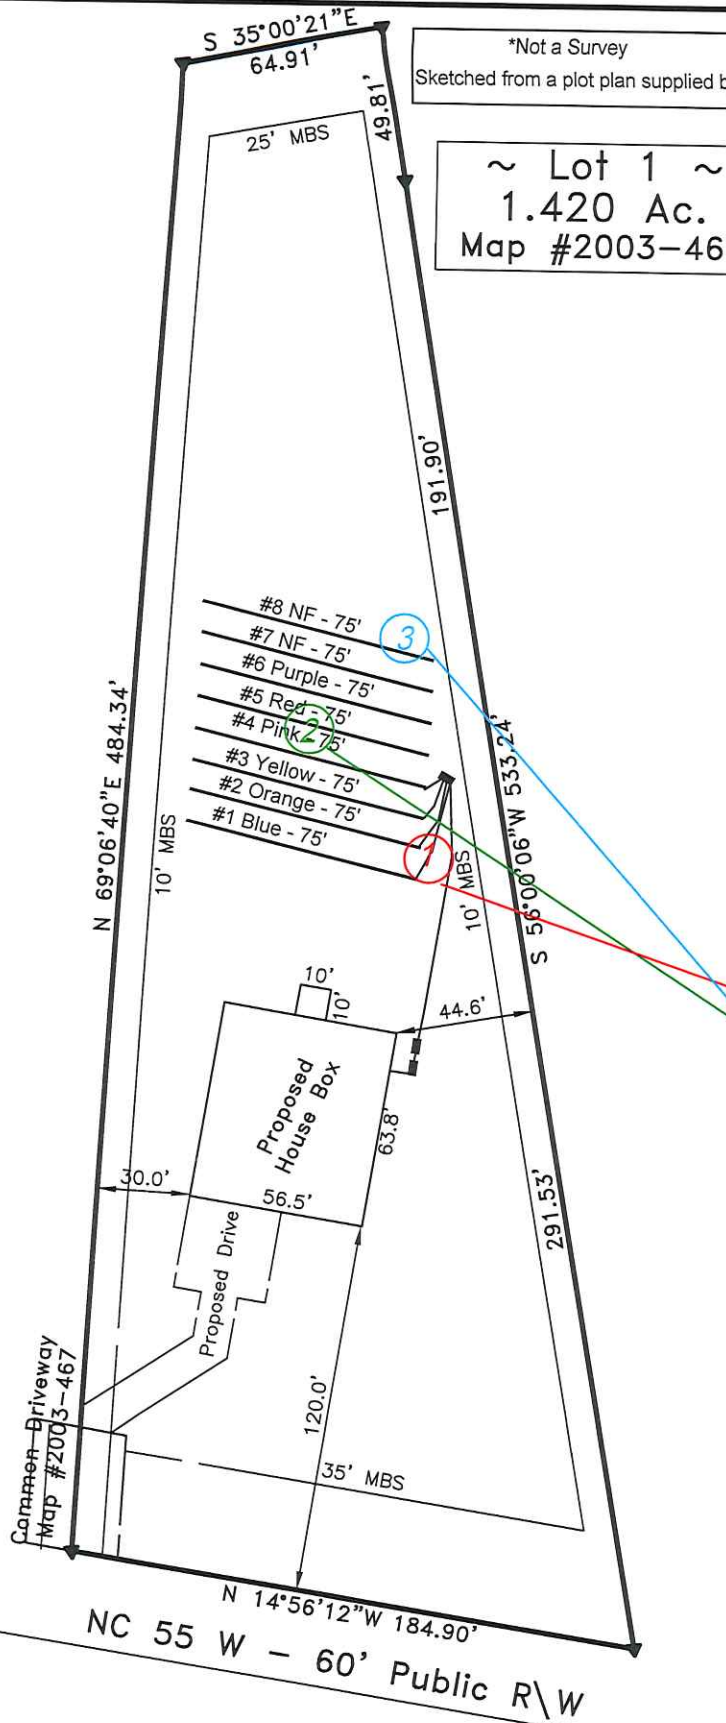 S 35°00'21"E
64.91'
*Not a Survey
Sketched from a plot plan supplied b
49.81'
25' MBS
~ Lot 1 ~
1.420 Ac.
Map #2003-46
191.90'
#8 NF - 75'
#7 NF - 75'
3
#6 Purple - 75'
#5 Red - 75'
2
#4 Pink - 75'
#3 Yellow - 75'
#2 Orange - 75'
#1 Blue - 75'
1
N 69°06'40"E 484.34'
10' MBS
10' MBS
S 56°00'06"W 533.24'
10'
10'
44.6'
Proposed
House Box
63.8'
30.0'
56.5'
291.53'
Proposed Drive
Common Driveway
Map #2003-467
120.0'
35' MBS
N 14°56'12"W 184.90'
NC 55 W - 60' Public R\W